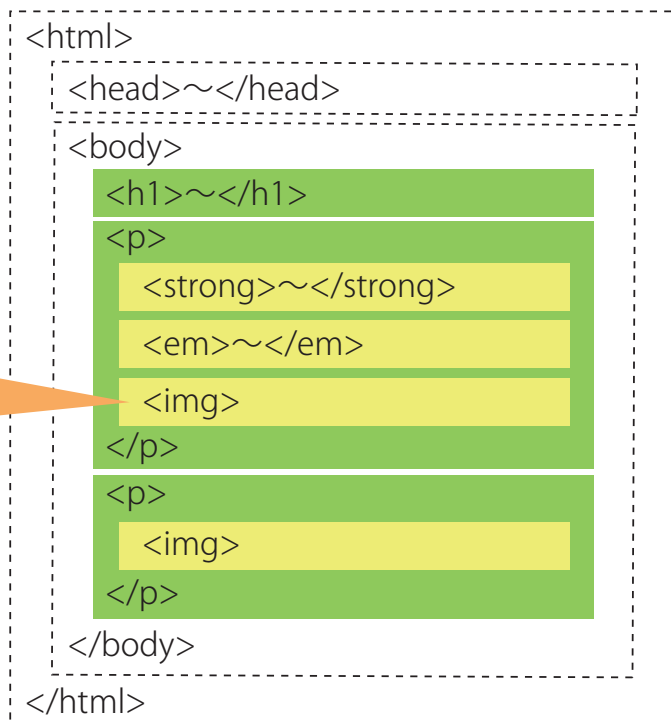 <html>
<head>～</head>
<body>
<h1>～</h1>
<p>
<strong>～</strong>
<em>～</em>
<img>
</p>
<p>
<img>
</p>
</body>
</html>